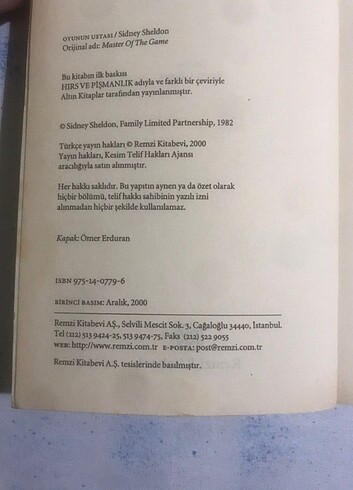 OYUNUN USTASI / Sidney Sheldon
Orijinal adı: Master Of The Game
Bu kitabın ilk baskısı
HIRS VE PİŞMANLIK adıyla ve farklı bir çeviriyle
Altın Kitaplar tarafından yayınlanmıştır.
© Sidney Sheldon, Family Limited Partnership, 1982
Türkçe yayın hakları © Remzi Kitabevi, 2000
Yayın hakları, Kesim Telif Hakları Ajansı
aracılığıyla satın alınmıştır.
Her hakkı saklıdır. Bu yapıtın aynen ya da özet olarak
hiçbir bölümü, telif hakkı sahibinin yazılı izni
alınmadan hiçbir şekilde kullanılamaz.
Kapak: Ömer Erduran
ISBN 975-14-0779-6
BİRİNCİ BASIM: Aralık, 2000
Remzi Kitabevi A.Ş., Selvili Mescit Sok. 3, Cağaloğlu 34440, İstanbul.
Tel (212) 513 9424-25, 513 9474-75, Faks (212) 522 9055
WEB: http://www.remzi.com.tr E-POSTA: post@remzi.com.tr
Remzi Kitabevi A.Ş. tesislerinde basılmıştır.